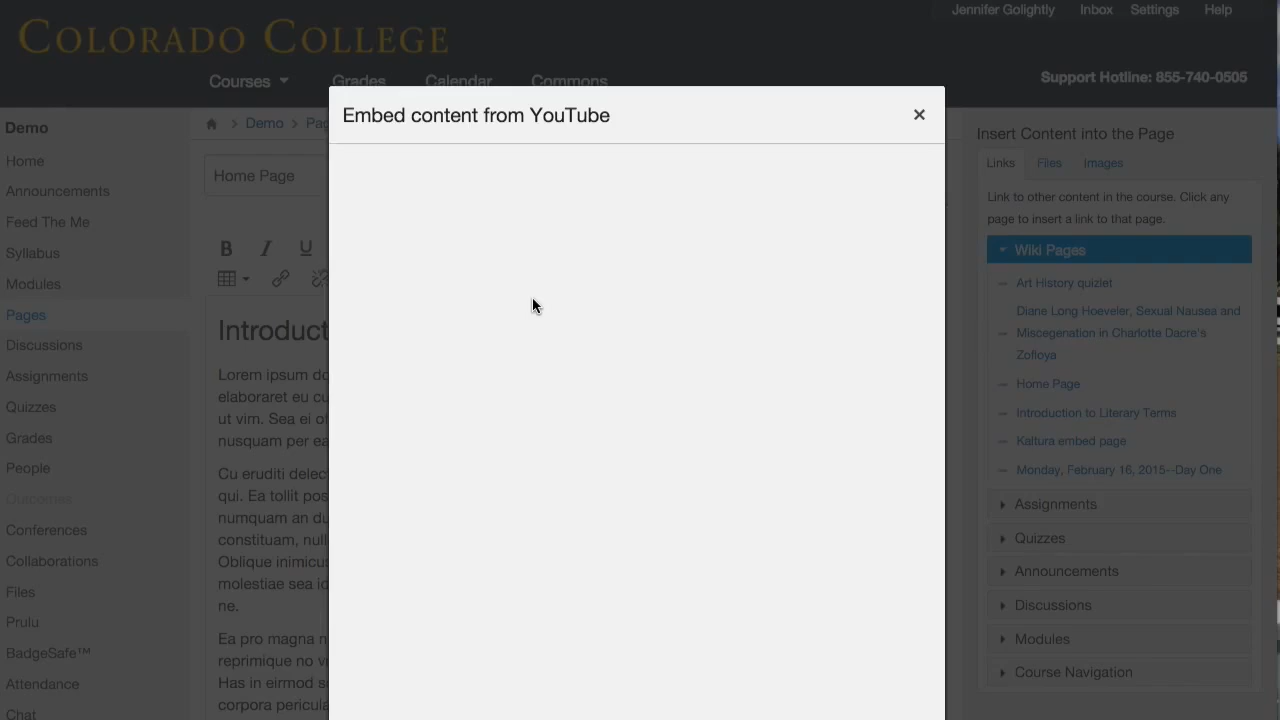 Jennifer Golightly Inbox Settings Help
COLORADO COLLEGE
Courses Grades Calendar Commons
Support Hotline: 855-740-0505
Demo
Home
Announcements
Feed The Me
Syllabus
Modules
Pages
Discussions
Assignments
Quizzes
Grades
People
Outcomes
Conferences
Collaborations
Files
Prulu
BadgeSafe™
Attendance
Chat
Demo > Pag
Home Page
B I U
Introduct
Lorem ipsum do
elaboraret eu cu
ut vim. Sea ei o
nusquam per ea
Cu eruditi delec
qui. Ea tollit pos
numquam an du
constituam, null
Oblique inimicu
molestiae sea i
ne.
Ea pro magna n
reprimique no v
Has in eirmod s
corpora pericula
Embed content from YouTube
×
Insert Content into the Page
Links Files Images
Link to other content in the course. Click any
page to insert a link to that page.
Wiki Pages
Art History quizlet
Diane Long Hoeveler, Sexual Nausea and
Miscegenation in Charlotte Dacre's
Zofloya
Home Page
Introduction to Literary Terms
Kaltura embed page
Monday, February 16, 2015--Day One
Assignments
Quizzes
Announcements
Discussions
Modules
Course Navigation